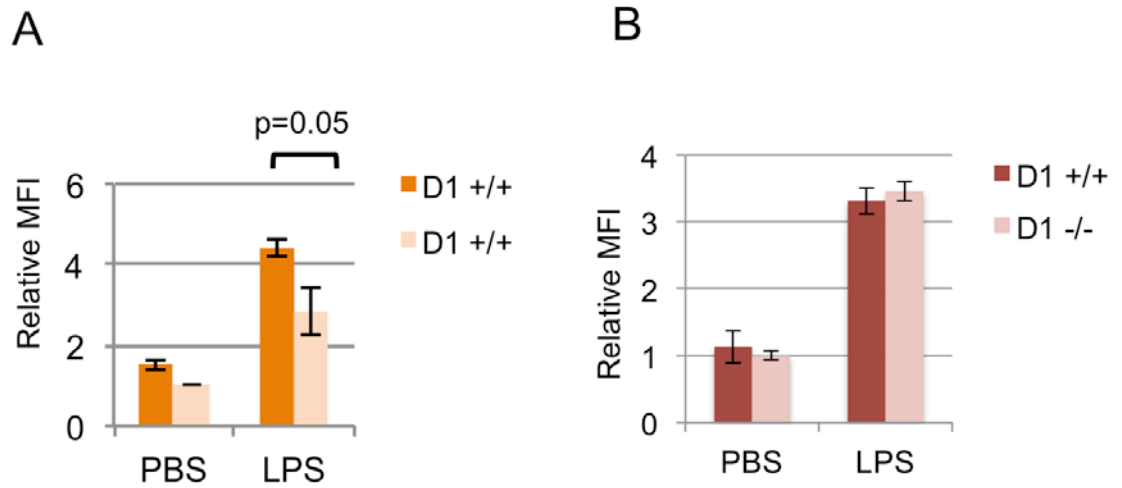 A
p=0.05
Relative MFI
6
4
2
0
PBS
LPS
D1 +/+
D1 +/+
B
Relative MFI
4
3
2
1
0
PBS
LPS
D1 +/+
D1 -/-